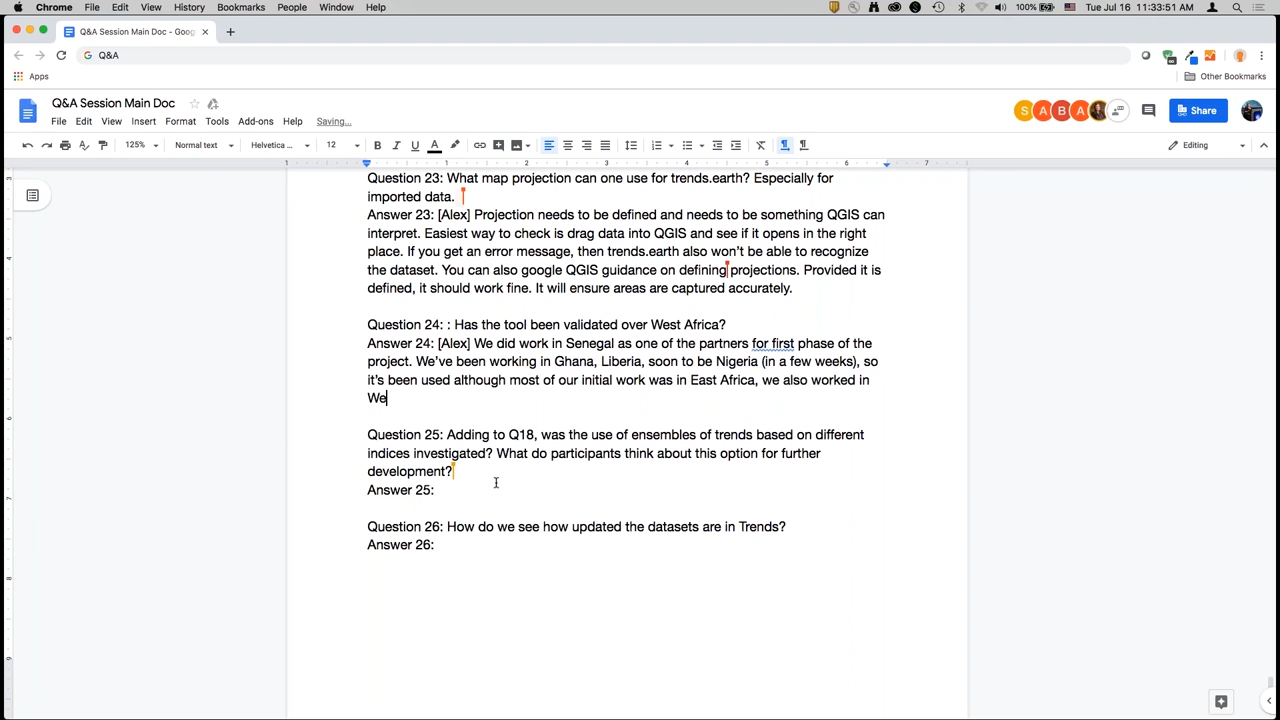 Chrome File Edit View History Bookmarks People Window Help 100% Tue Jul 16 11:33:51 AM
Q&A Session Main Doc - Goog
Q&A
Apps Other Bookmarks
Q&A Session Main Doc
File Edit View Insert Format Tools Add-ons Help Saving...
S A B A Share
125% Normal text Helvetica ... 12 B I U A Editing
1 1 2 3 4 5 6 7
Question 23: What map projection can one use for trends.earth? Especially for
imported data.
Answer 23: [Alex] Projection needs to be defined and needs to be something QGIS can
interpret. Easiest way to check is drag data into QGIS and see if it opens in the right
place. If you get an error message, then trends.earth also won’t be able to recognize
the dataset. You can also google QGIS guidance on defining projections. Provided it is
defined, it should work fine. It will ensure areas are captured accurately.
Question 24: : Has the tool been validated over West Africa?
Answer 24: [Alex] We did work in Senegal as one of the partners for first phase of the
project. We’ve been working in Ghana, Liberia, soon to be Nigeria (in a few weeks), so
it’s been used although most of our initial work was in East Africa, we also worked in
We
Question 25: Adding to Q18, was the use of ensembles of trends based on different
indices investigated? What do participants think about this option for further
development?
Answer 25:
Question 26: How do we see how updated the datasets are in Trends?
Answer 26: